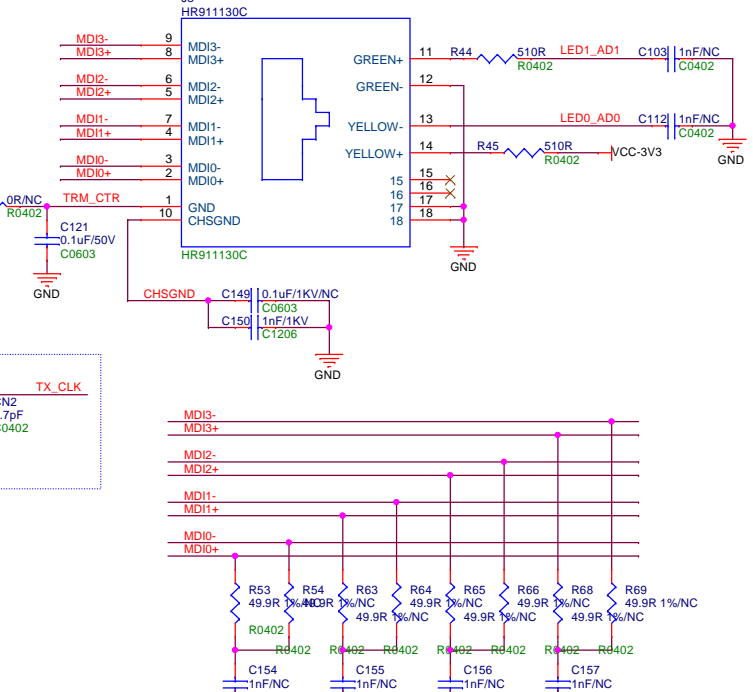 HR911130C
MDI3- 9 MDI3-
MDI3+ 8 MDI3+
MDI2- 6 MDI2-
MDI2+ 5 MDI2+
MDI1- 7 MDI1-
MDI1+ 4 MDI1+
MDI0- 3 MDI0-
MDI0+ 2 MDI0+
0R/NC TRM_CTR 1 GND
R0402 10 CHSGND
GREEN+ 11 R44 510R LED1_AD1 C103 1nF/NC
R0402 C0402
GREEN- 12
YELLOW- 13 LED0_AD0 C112 1nF/NC
C0402
YELLOW+ 14 R45 510R VCC-3V3
R0402
GND
15 15
16 16
17 17
18 18
GND
C121
0.1uF/50V
C0603
GND
HR911130C
CHSGND C149 0.1uF/1KV/NC
C0603
C150 1nF/1KV
C1206
GND
TX_CLK
N2
.7pF
0402
MDI3-
MDI3+
MDI2-
MDI2+
MDI1-
MDI1+
MDI0-
MDI0+
R53 R54 R63 R64 R65 R66 R68 R69
49.9R 1%/NC 49.9R 1%/NC 49.9R 1%/NC 49.9R 1%/NC 49.9R 1%/NC
49.9R 1%/NC 49.9R 1%/NC 49.9R 1%/NC
R0402
R0402 R0402 R0402 R0402 R0402 R0402 R0402
C154 C155 C156 C157
1nF/NC 1nF/NC 1nF/NC 1nF/NC